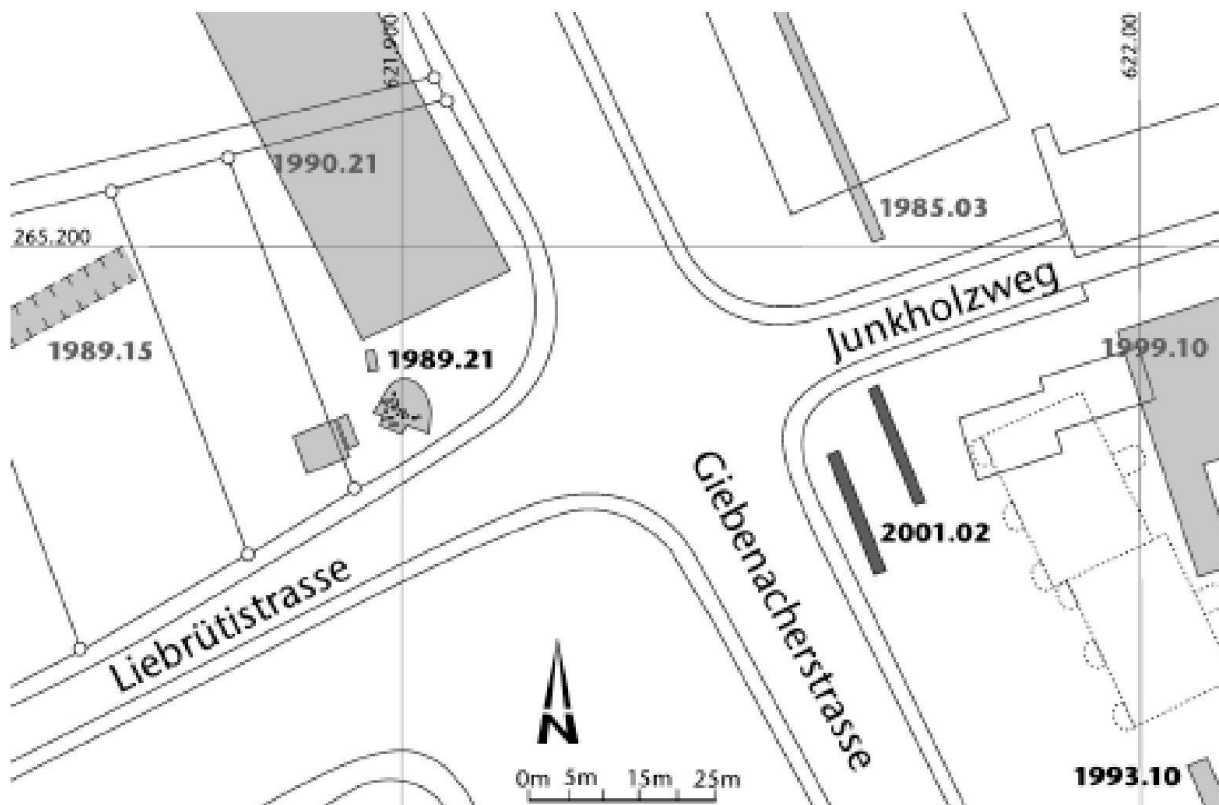 621.900
622.00
1990.21
1985.03
265.200
Junkholzweg
1989.15
1989.21
1999.10
Giebenacherstrasse
2001.02
Liebrütistrasse
N
0m 5m 15m 25m
1993.10